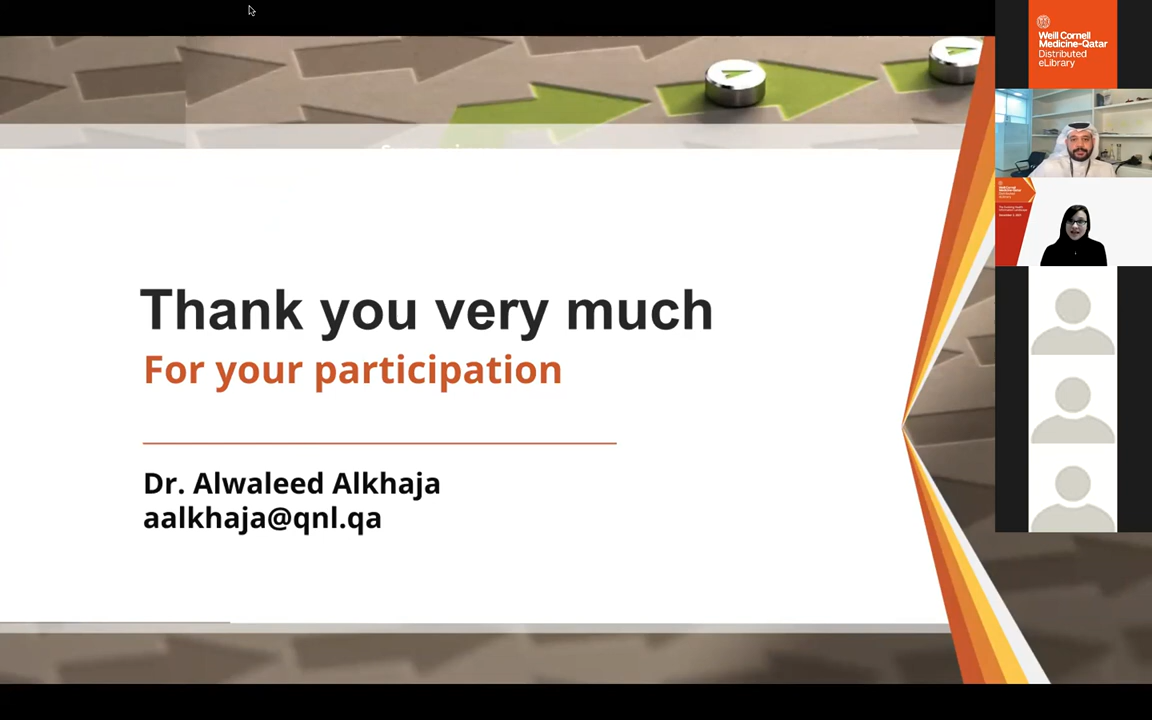 Thank you very much
For your participation
Dr. Alwaleed Alkhaja
aalkhaja@qnl.qa
Weill Cornell
Medicine-Qatar
Distributed
eLibrary